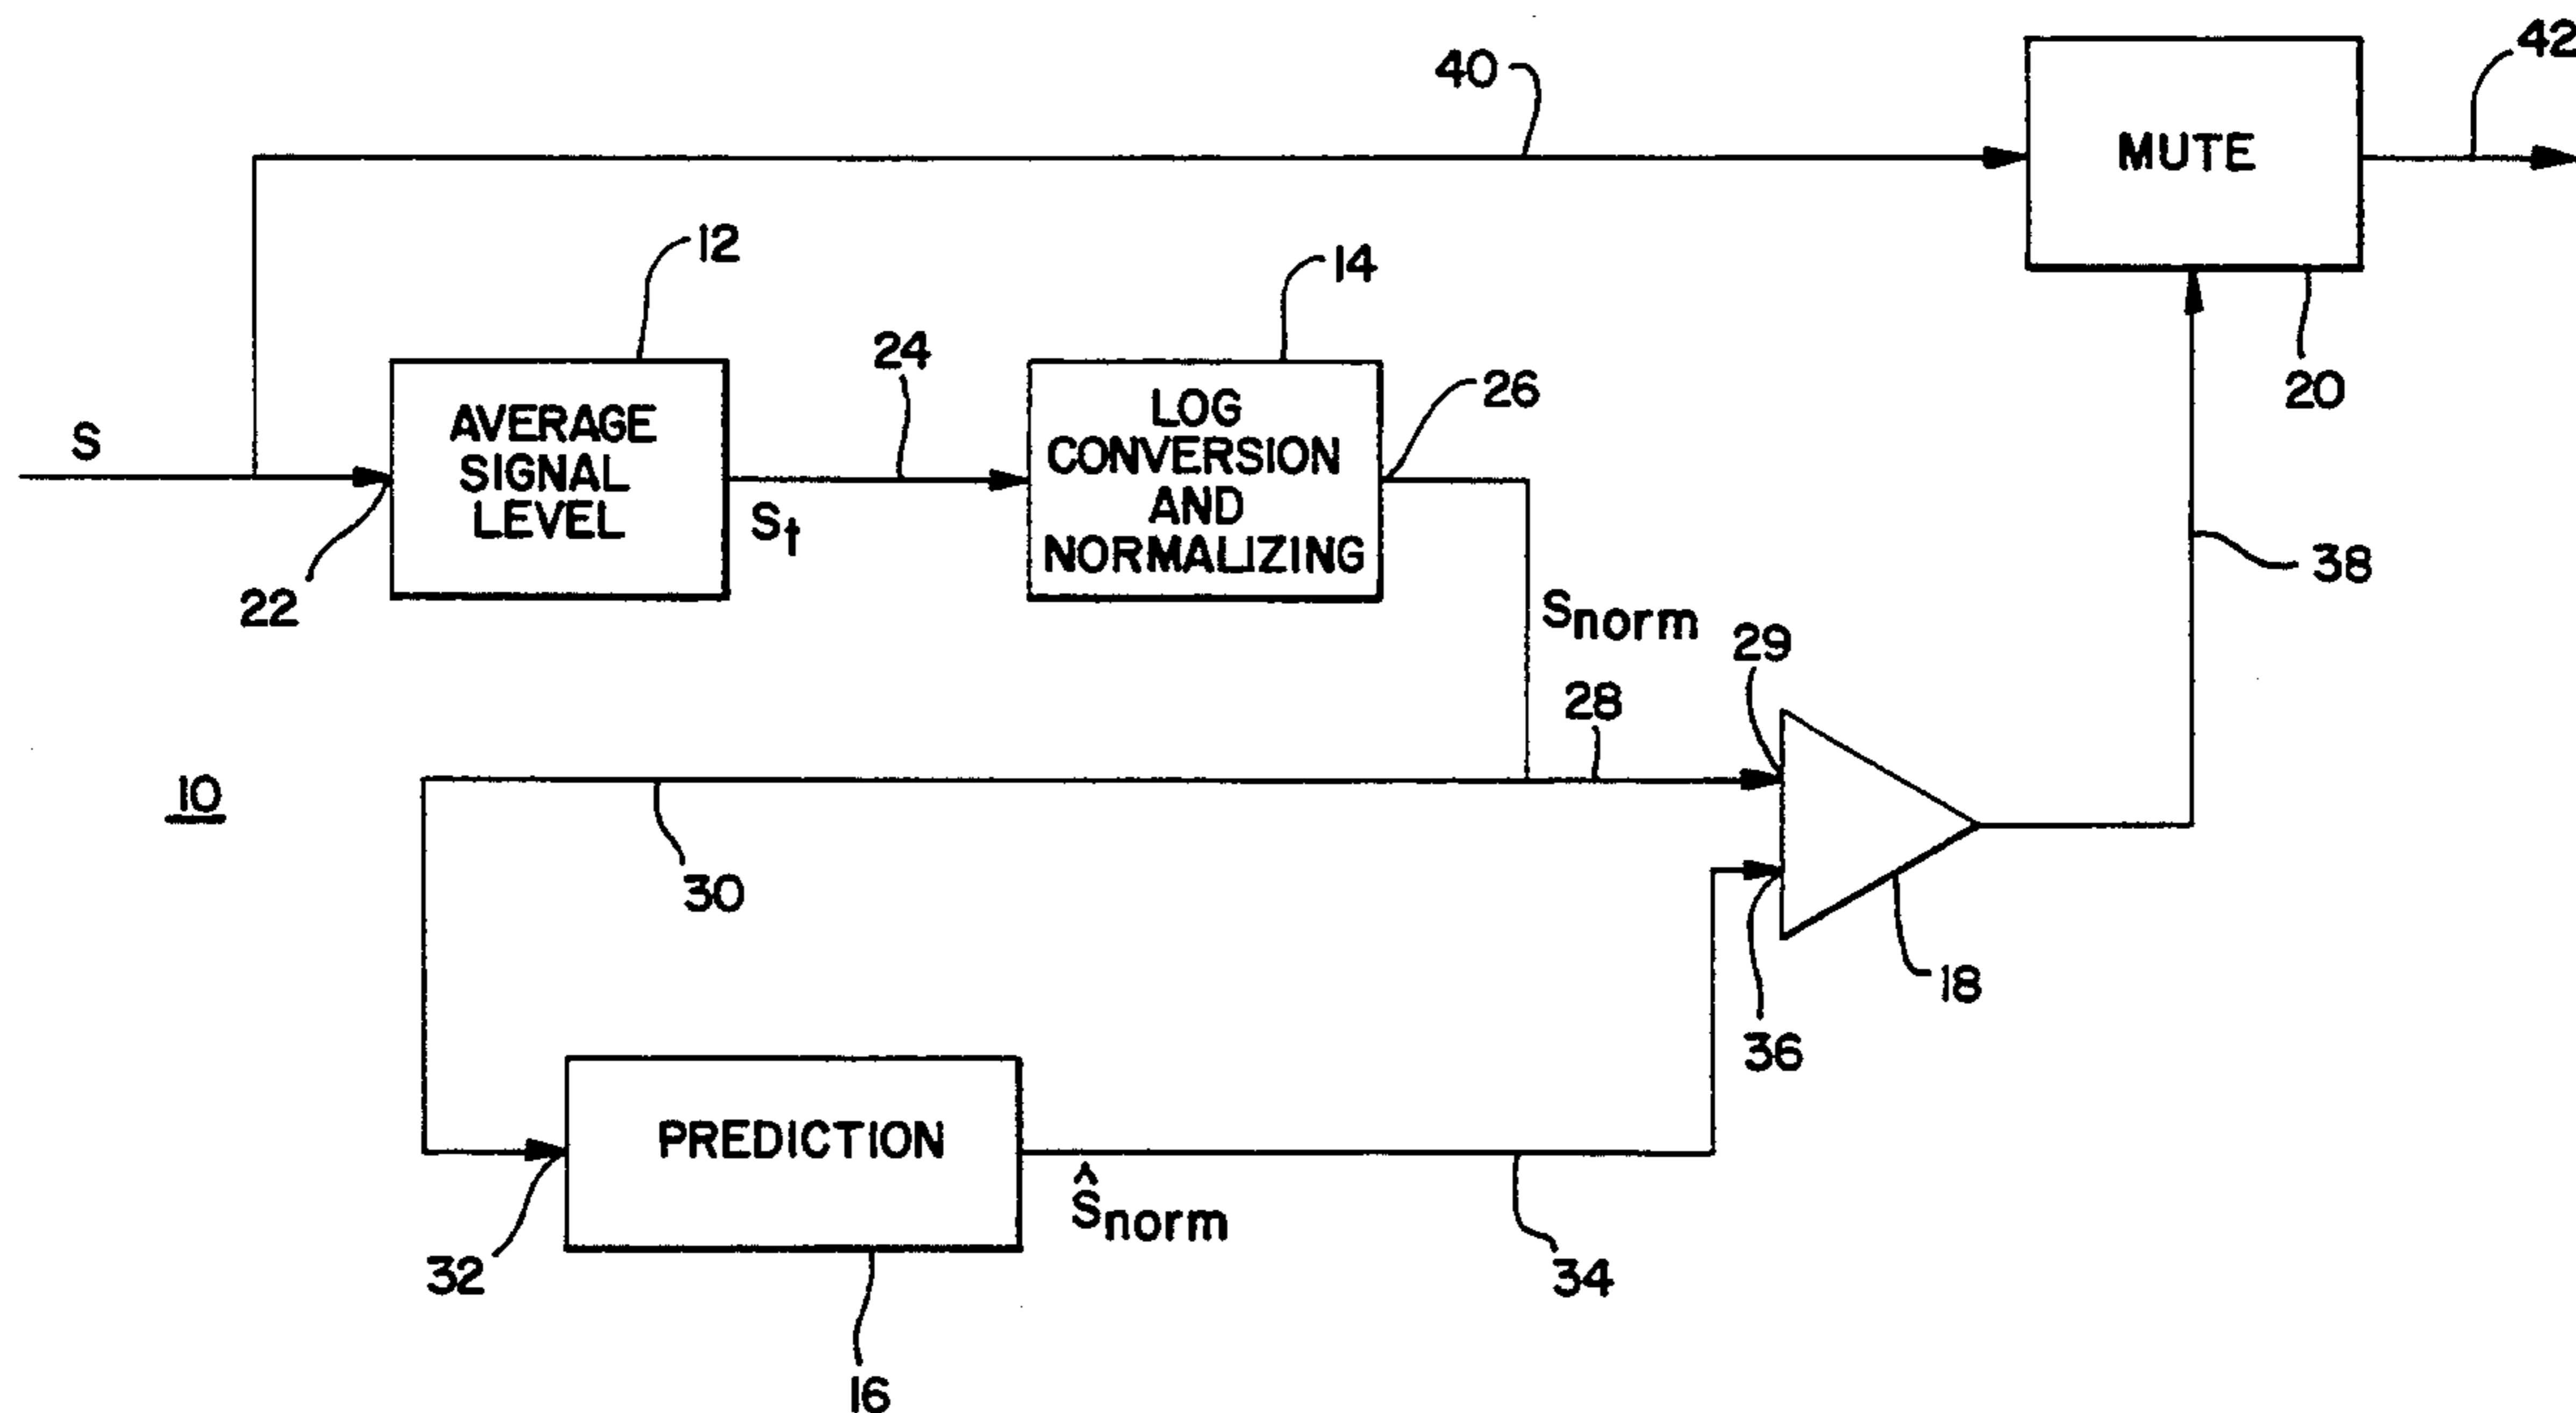 42
40
MUTE
12
14
24
26
20
S
AVERAGE
SIGNAL
LEVEL
LOG
CONVERSION
AND
NORMALIZING
St
22
38
Snorm
29
28
10
30
18
36
PREDICTION
Ŝnorm
32
34
16